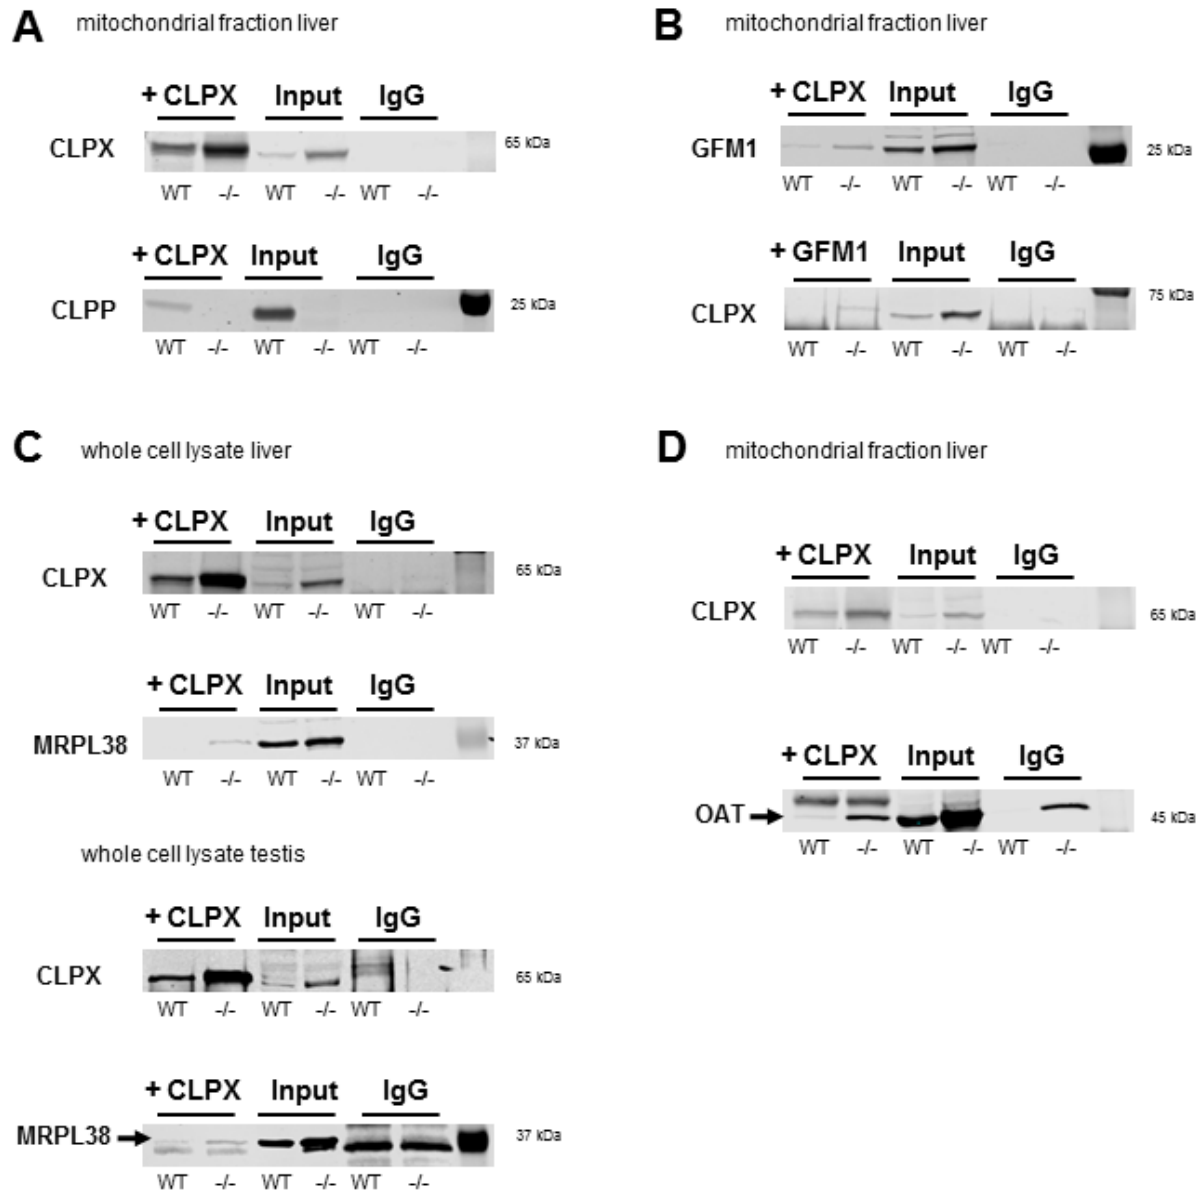 A mitochondrial fraction liver
+ CLPX Input IgG
CLPX 65 kDa
WT -/- WT -/- WT -/-
+ CLPX Input IgG
CLPP 25 kDa
WT -/- WT -/- WT -/-
B mitochondrial fraction liver
+ CLPX Input IgG
GFM1 25 kDa
WT -/- WT -/- WT -/-
+ GFM1 Input IgG
CLPX 75 kDa
WT -/- WT -/- WT -/-
C whole cell lysate liver
+ CLPX Input IgG
CLPX 65 kDa
WT -/- WT -/- WT -/-
+ CLPX Input IgG
MRPL38 37 kDa
WT -/- WT -/- WT -/-
whole cell lysate testis
+ CLPX Input IgG
CLPX 65 kDa
WT -/- WT -/- WT -/-
+ CLPX Input IgG
MRPL38 37 kDa
WT -/- WT -/- WT -/-
D mitochondrial fraction liver
+ CLPX Input IgG
CLPX 65 kDa
WT -/- WT -/- WT -/-
+ CLPX Input IgG
OAT 45 kDa
WT -/- WT -/- WT -/-